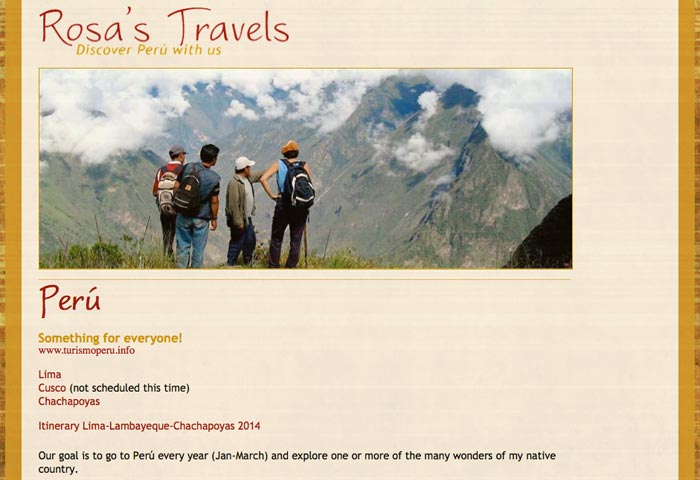 Rosa's Travels
Discover Perú with us
Perú
Something for everyone!
www.turismoperu.info
Lima
Cusco (not scheduled this time)
Chachapoyas
Itinerary Lima-Lambayeque-Chachapoyas 2014
Our goal is to go to Perú every year (Jan-March) and explore one or more of the many wonders of my native
country.